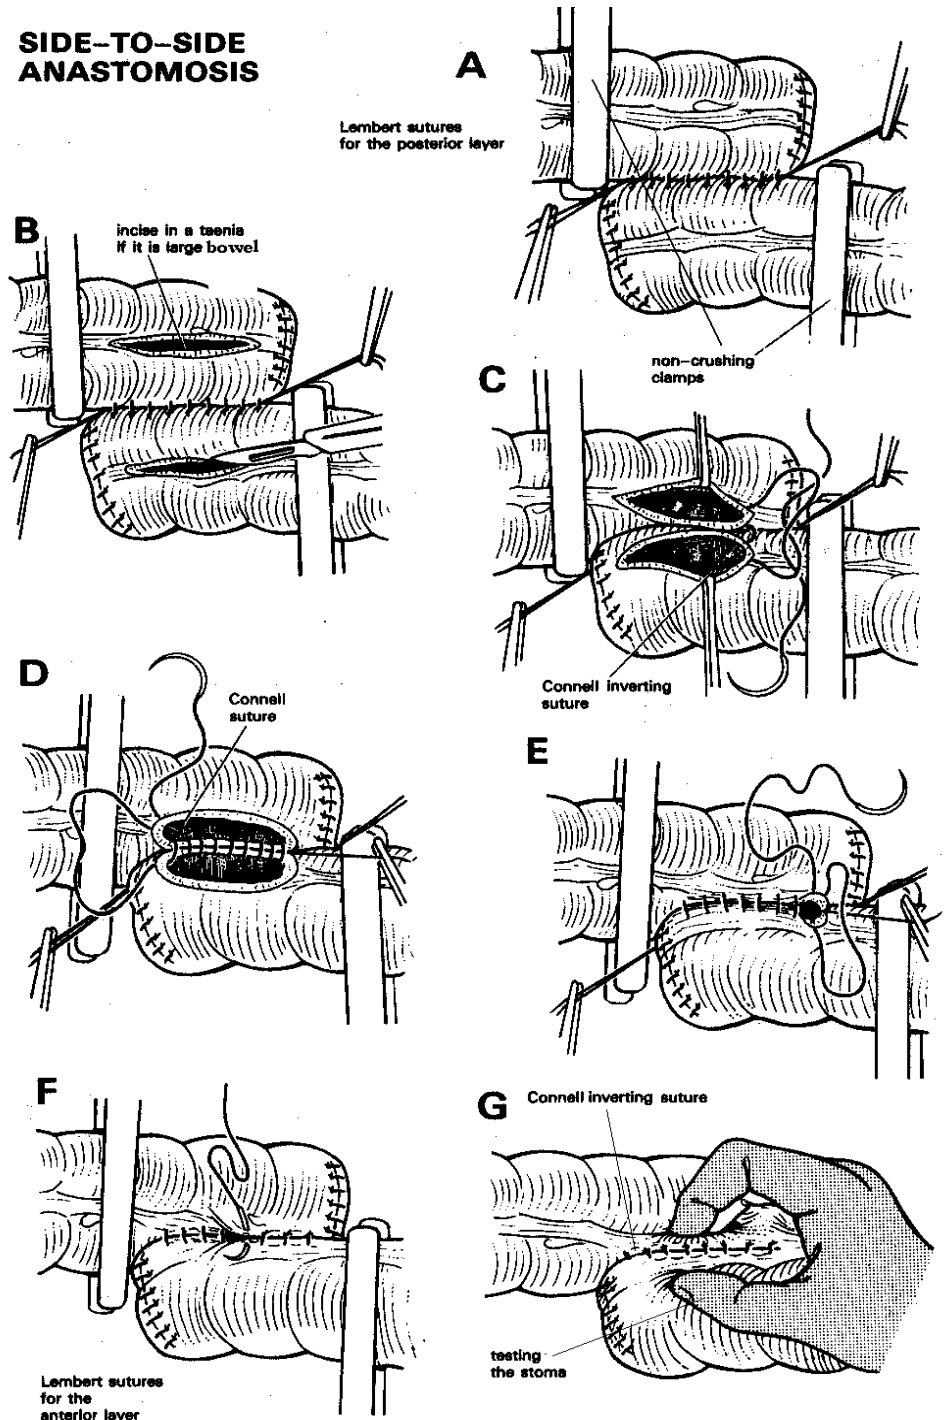 SIDE-TO-SIDE
ANASTOMOSIS
A
Lembert sutures
for the posterior layer
non-crushing
clamps
B
incise in a taenia
if it is large bowel
C
Connell inverting
suture
D
Connell
suture
E
F
Lembert sutures
for the
anterior layer
G
Connell inverting suture
testing
the stoma